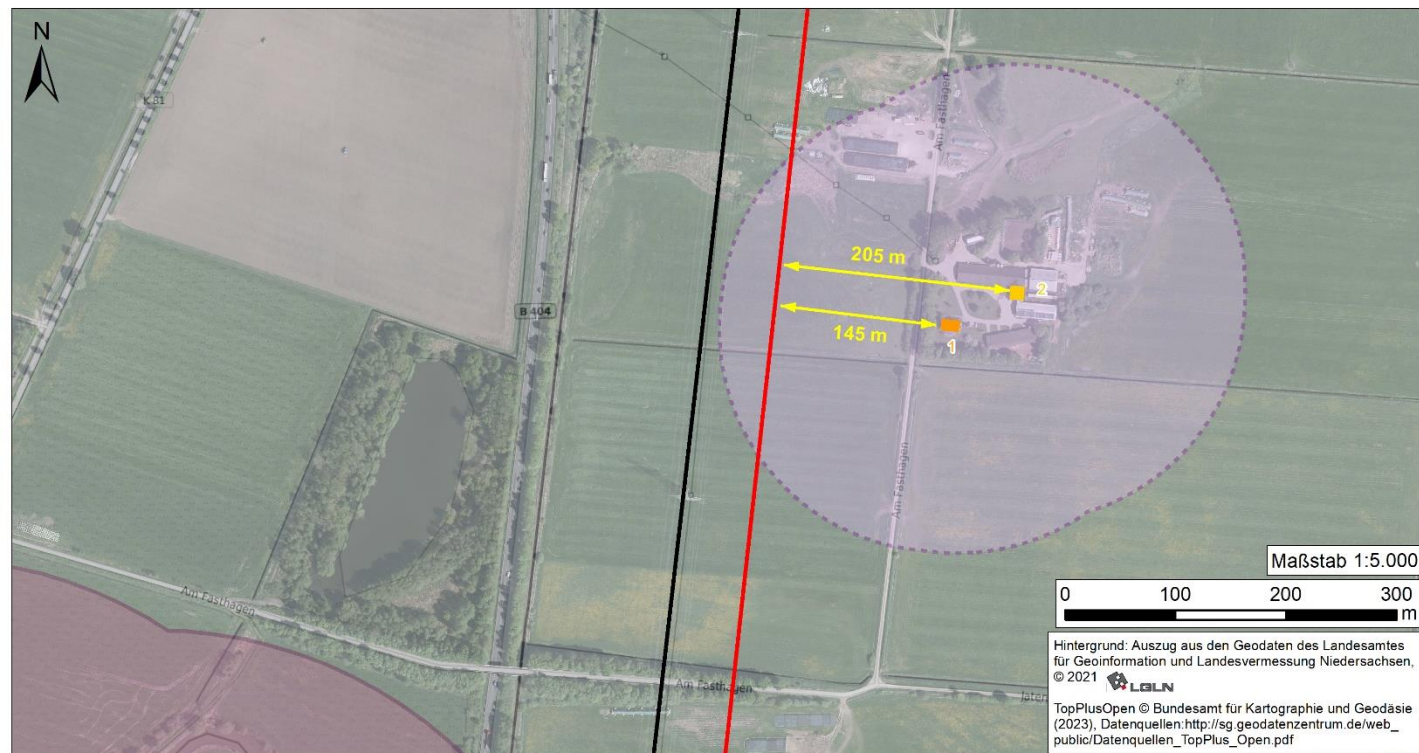 N
K 81
Am Fasthagen
205 m
2
B 404
145 m
1
Am Fasthagen
Maßstab 1:5.000
0 100 200 300
m
Am Fasthagen
Am Fasthagen
Jaten
Hintergrund: Auszug aus den Geodaten des Landesamtes
für Geoinformation und Landesvermessung Niedersachsen,
© 2021 LGLN
TopPlusOpen © Bundesamt für Kartographie und Geodäsie
(2023), Datenquellen:http://sg.geodatenzentrum.de/web_
public/Datenquellen_TopPlus_Open.pdf